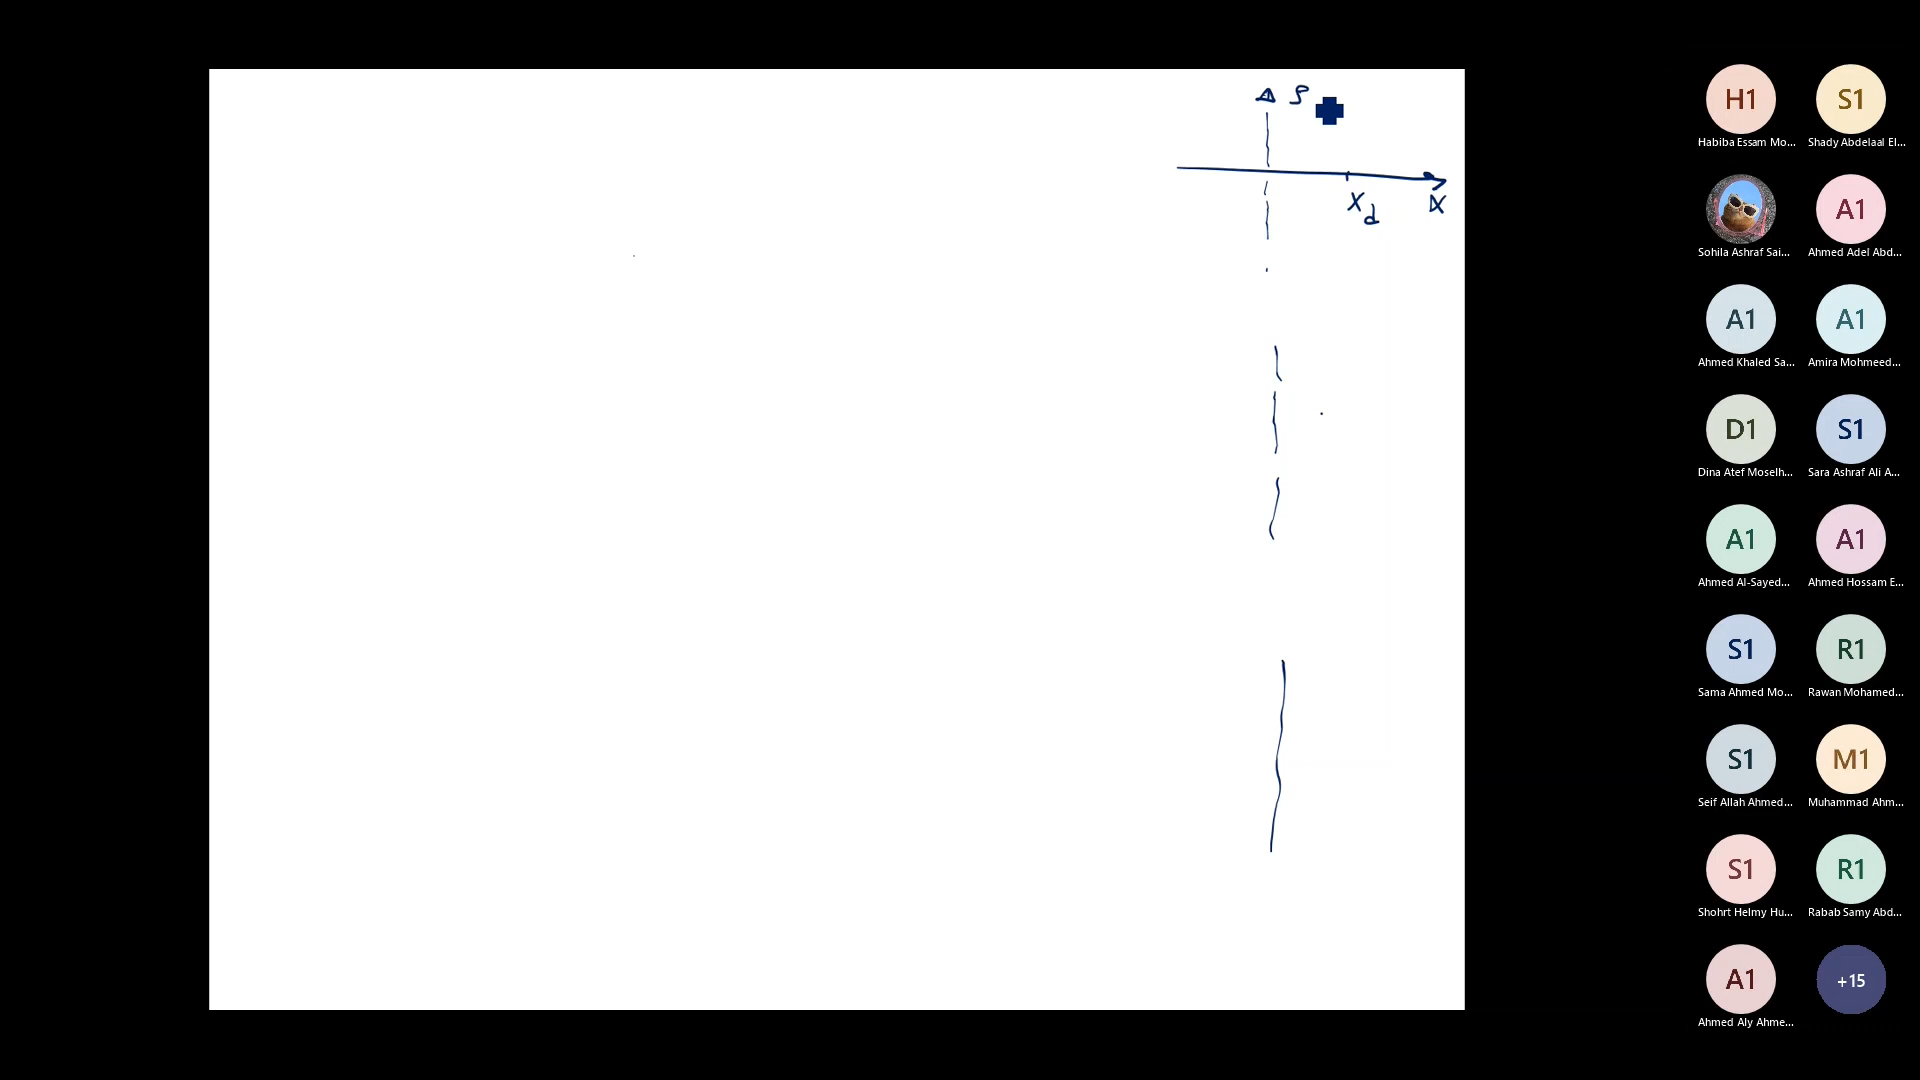 ρ
x_d
x
H1 S1
Habiba Essam Mo... Shady Abdelaal El...
A1
Sohila Ashraf Sai... Ahmed Adel Abd...
A1 A1
Ahmed Khaled Sa... Amira Mohmeed...
D1 S1
Dina Atef Moselh... Sara Ashraf Ali A...
A1 A1
Ahmed Al-Sayed... Ahmed Hossam E...
S1 R1
Sama Ahmed Mo... Rawan Mohamed...
S1 M1
Seif Allah Ahmed... Muhammad Ahm...
S1 R1
Shohrt Helmy Hu... Rabab Samy Abd...
A1 +15
Ahmed Aly Ahme...